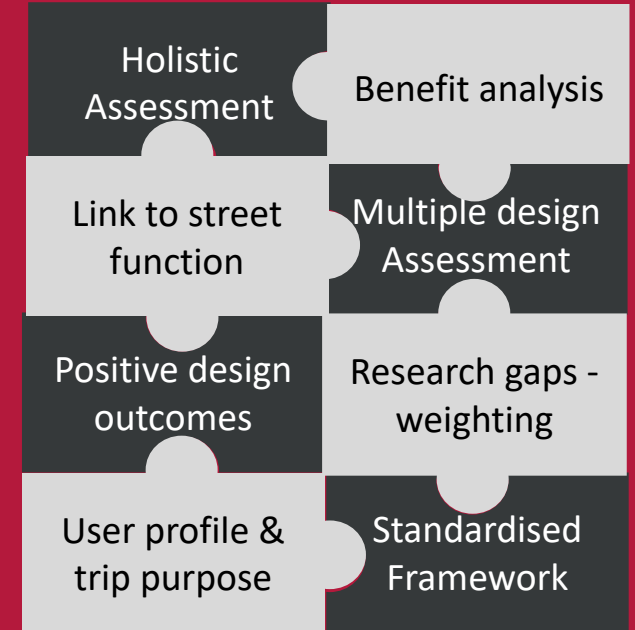 Holistic
Assessment
Benefit analysis
Link to street
function
Multiple design
Assessment
Positive design
outcomes
Research gaps -
weighting
User profile &
trip purpose
Standardised
Framework